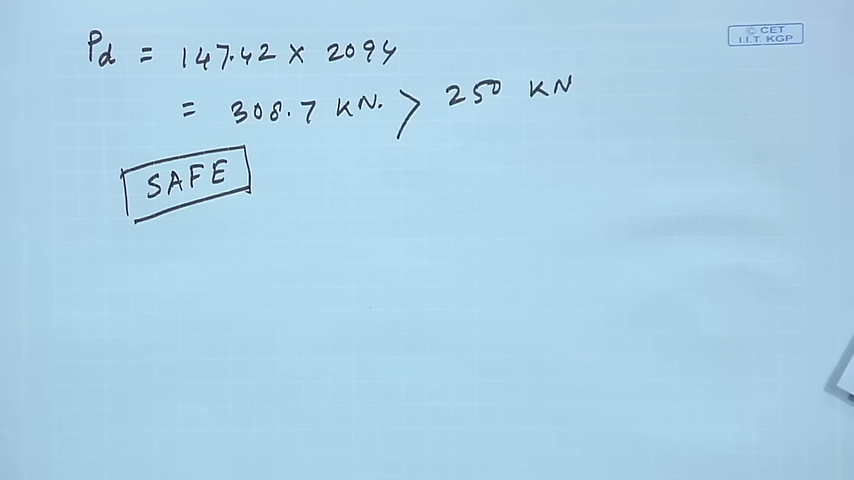 © CET
I.I.T. KGP
Pd = 147.42 × 2094
= 308.7 KN. > 250 KN
SAFE